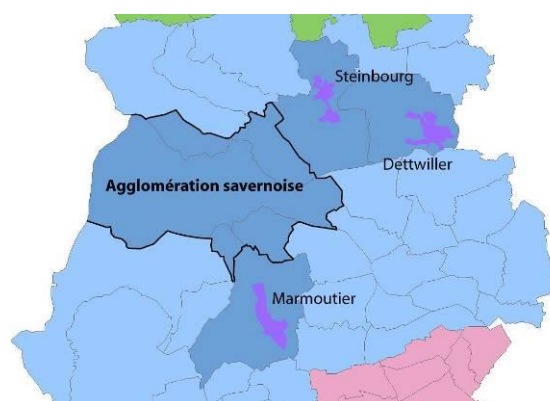 Steinbourg
Dettwiller
Agglomération savernoise
Marmoutier